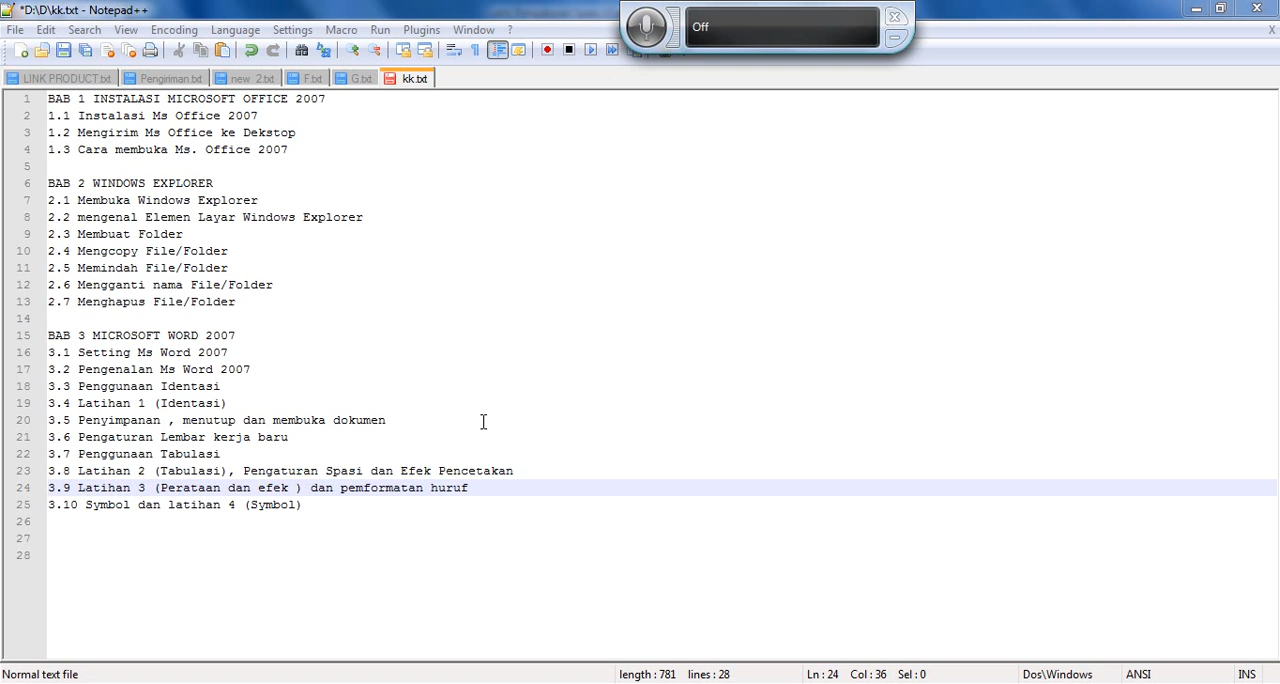 *D:\D\kk.txt - Notepad++
Off
File Edit Search View Encoding Language Settings Macro Run Plugins Window ? X
LINK PRODUCT.txt Pengiriman.txt new 2.txt F.txt G.txt kk.txt
1 BAB 1 INSTALASI MICROSOFT OFFICE 2007
2 1.1 Instalasi Ms Office 2007
3 1.2 Mengirim Ms Office ke Dekstop
4 1.3 Cara membuka Ms. Office 2007
5
6 BAB 2 WINDOWS EXPLORER
7 2.1 Membuka Windows Explorer
8 2.2 mengenal Elemen Layar Windows Explorer
9 2.3 Membuat Folder
10 2.4 Mengcopy File/Folder
11 2.5 Memindah File/Folder
12 2.6 Mengganti nama File/Folder
13 2.7 Menghapus File/Folder
14
15 BAB 3 MICROSOFT WORD 2007
16 3.1 Setting Ms Word 2007
17 3.2 Pengenalan Ms Word 2007
18 3.3 Penggunaan Identasi
19 3.4 Latihan 1 (Identasi)
20 3.5 Penyimpanan , menutup dan membuka dokumen
21 3.6 Pengaturan Lembar kerja baru
22 3.7 Penggunaan Tabulasi
23 3.8 Latihan 2 (Tabulasi), Pengaturan Spasi dan Efek Pencetakan
24 3.9 Latihan 3 (Perataan dan efek ) dan pemformatan huruf
25 3.10 Symbol dan latihan 4 (Symbol)
26
27
28
Normal text file length : 781 lines : 28 Ln : 24 Col : 36 Sel : 0 Dos\Windows ANSI INS